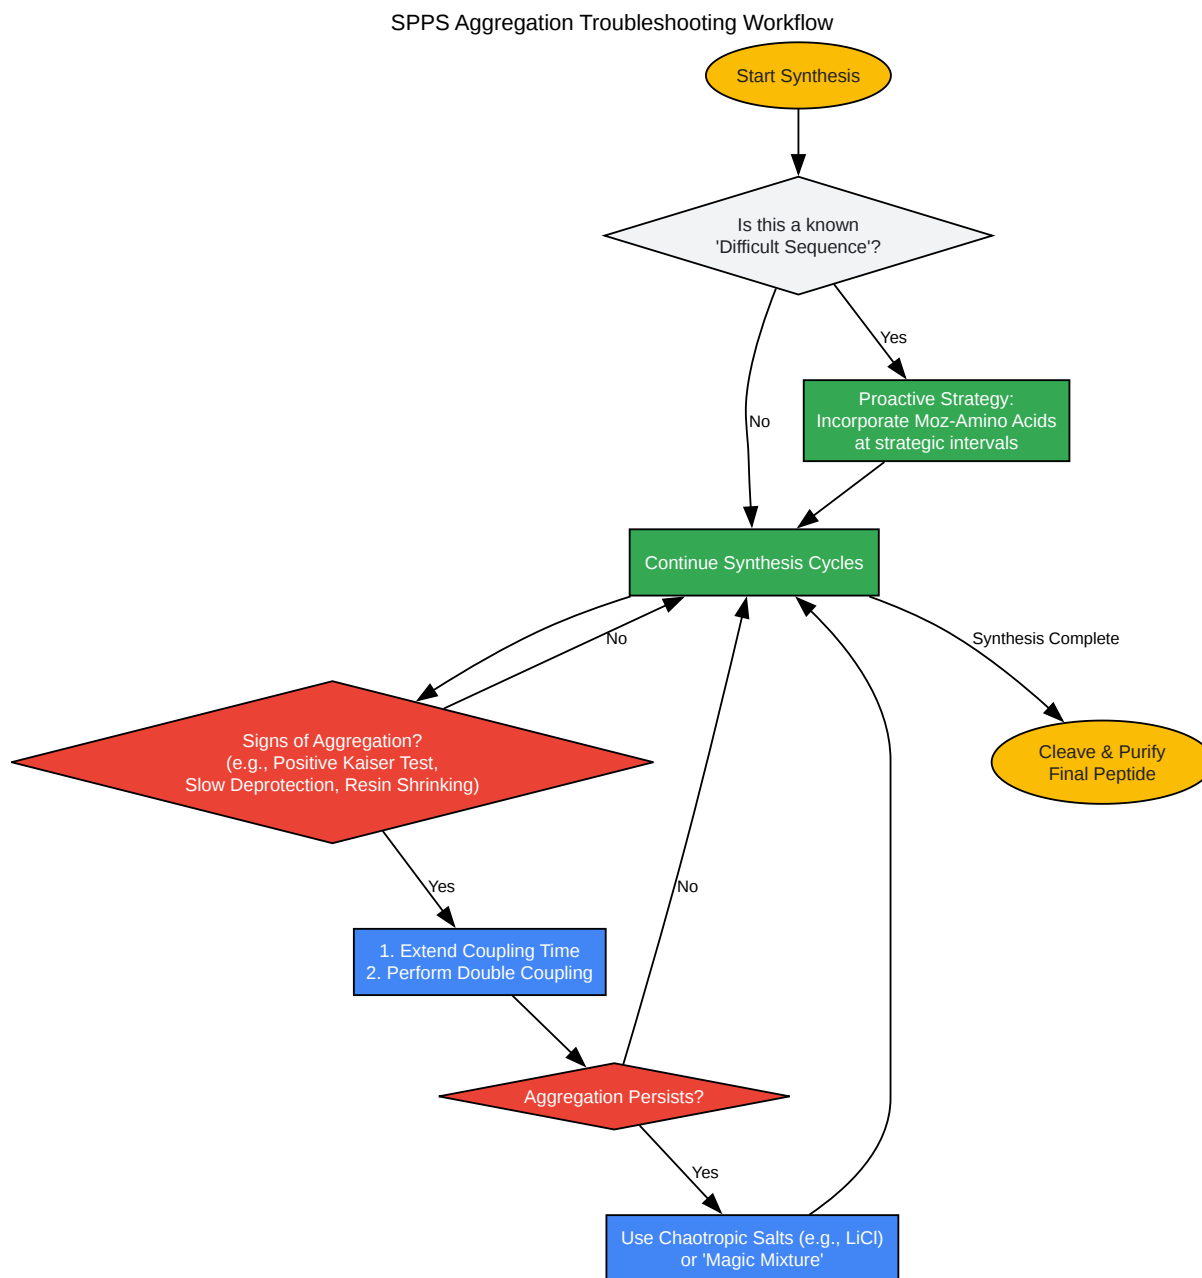 SPPS Aggregation Troubleshooting Workflow
Start Synthesis
Is this a known
'Difficult Sequence'?
Yes
No
Proactive Strategy:
Incorporate Moz-Amino Acids
at strategic intervals
Continue Synthesis Cycles
No
Synthesis Complete
Signs of Aggregation?
(e.g., Positive Kaiser Test,
Slow Deprotection, Resin Shrinking)
Cleave & Purify
Final Peptide
Yes
No
1. Extend Coupling Time
2. Perform Double Coupling
Aggregation Persists?
Yes
Use Chaotropic Salts (e.g., LiCl)
or 'Magic Mixture'